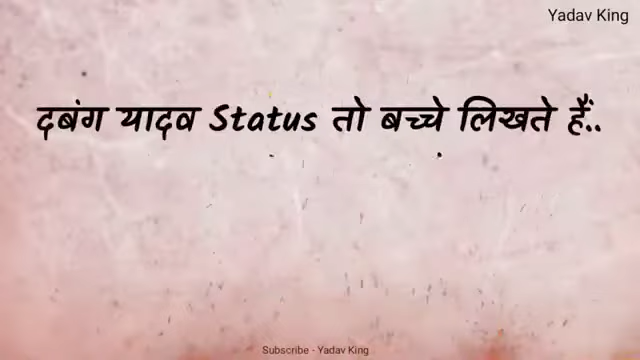 Yadav King
दबंग यादव Status तो बच्चे लिखते हैं..
Subscribe - Yadav King